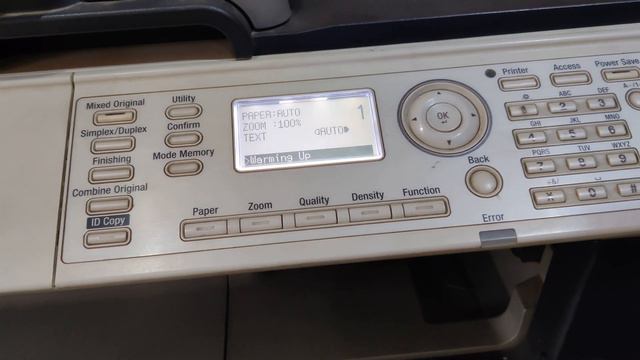 Mixed Original
Simplex/Duplex
Finishing
Combine Original
ID Copy
Utility
Confirm
Mode Memory
PAPER:AUTO 1
ZOOM :100%
TEXT ◁AUTO▶
>Warming Up
Paper
Zoom
Quality
Density
Function
OK
Back
Error
Printer
Access
Power Save
ABC
DEF
1
2
3
GHI
JKL
MNO
4
5
6
PQRS
TUV
WXYZ
7
8
9
0